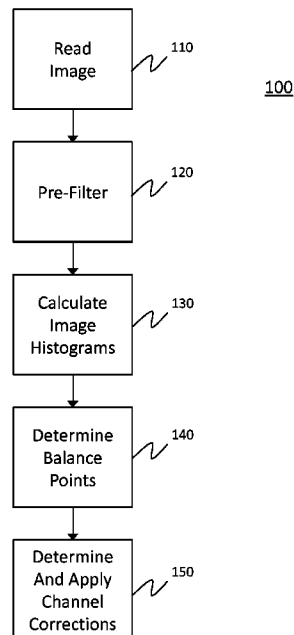 Read
Image
110
100
120
Pre-Filter
Calculate
Image
Histograms
130
Determine
Balance
Points
140
Determine
And Apply
Channel
Corrections
150